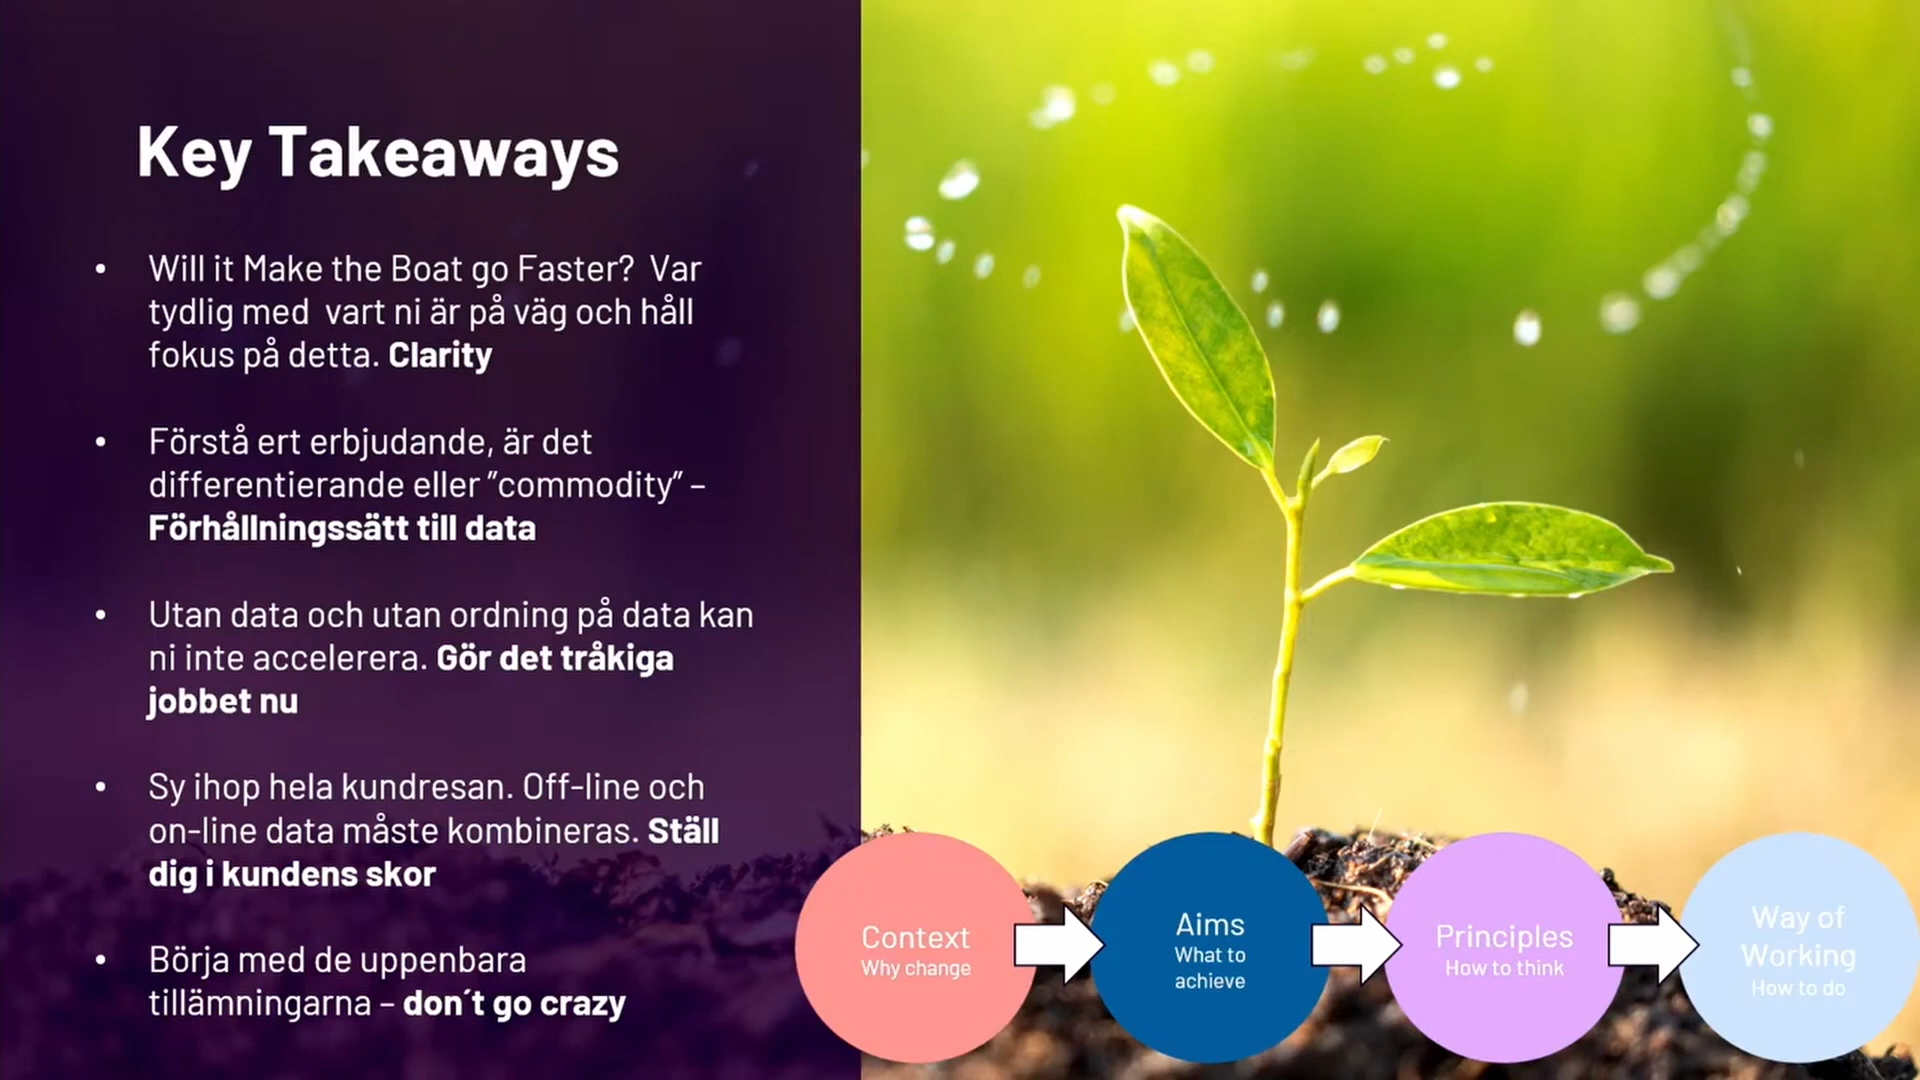 Key Takeaways
• Will it Make the Boat go Faster?  Var
tydlig med  vart ni är på väg och håll
fokus på detta. Clarity
• Förstå ert erbjudande, är det
differentierande eller ”commodity” –
Förhållningssätt till data
• Utan data och utan ordning på data kan
ni inte accelerera. Gör det tråkiga
jobbet nu
• Sy ihop hela kundresan. Off-line och
on-line data måste kombineras. Ställ
dig i kundens skor
• Börja med de uppenbara
tillämningarna – don´t go crazy
Context
Why change
Aims
What to
achieve
Principles
How to think
Way of
Working
How to do